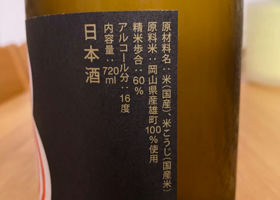 原材料名：米（国産）、米こうじ（国産米）
原料米：岡山県産雄町100％使用
精米歩合：60％
アルコール分：16度
内容量：720ml
日本酒